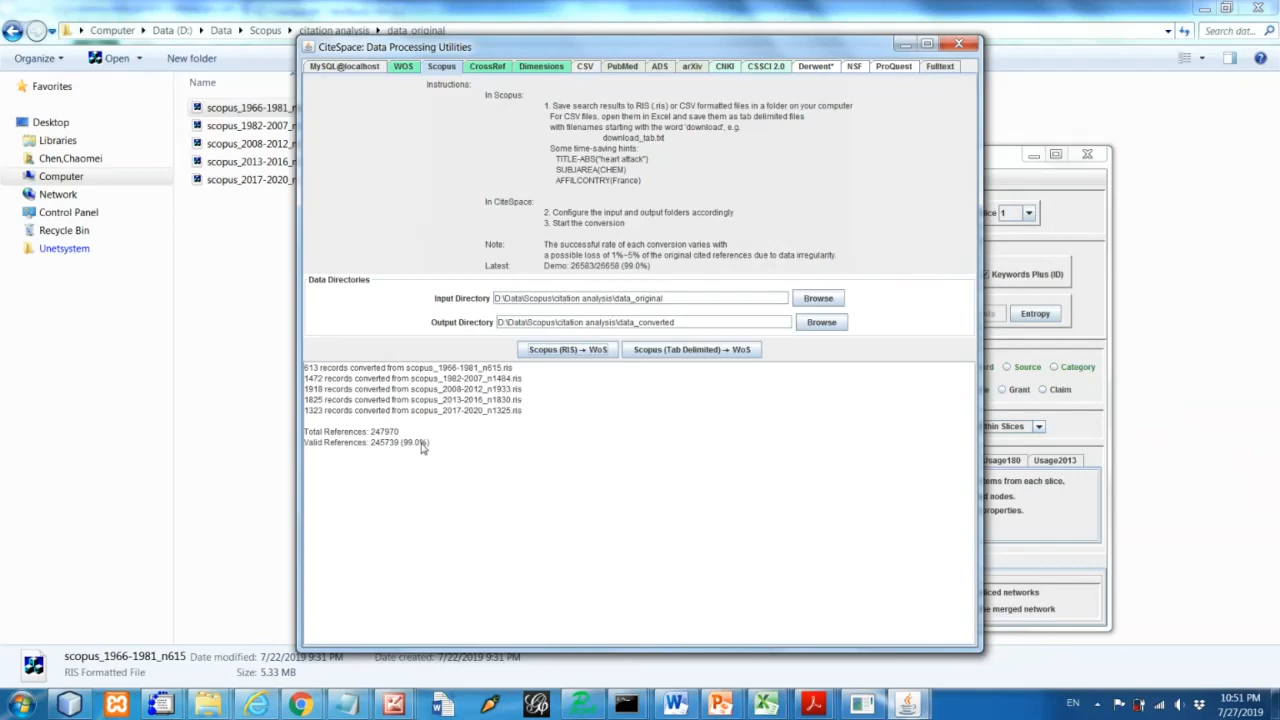 Computer ▸ Data (D:) ▸ Data ▸ Scopus ▸ citation analysis ▸ data_original
Search dat...
Organize
Open
New folder
Favorites
Desktop
Libraries
Chen,Chaomei
Computer
Network
Control Panel
Recycle Bin
Unetsystem
Name
scopus_1966-1981_n
scopus_1982-2007_n
scopus_2008-2012_n
scopus_2013-2016_n
scopus_2017-2020_n
CiteSpace: Data Processing Utilities
MySQL@localhost WOS Scopus CrossRef Dimensions CSV PubMed ADS arXiv CNKI CSSCI 2.0 Derwent* NSF ProQuest Fulltext
Instructions:
In Scopus:
1. Save search results to RIS (.ris) or CSV formatted files in a folder on your computer
For CSV files, open them in Excel and save them as tab delimited files
with filenames starting with the word 'download', e.g.
download_tab.txt
Some time-saving hints:
TITLE-ABS("heart attack")
SUBJAREA(CHEM)
AFFILCONTRY(France)
In CiteSpace:
2. Configure the input and output folders accordingly
3. Start the conversion
Note: The successful rate of each conversion varies with
a possible loss of 1%~5% of the original cited references due to data irregularity.
Latest: Demo: 26583/26658 (99.0%)
Data Directories
Input Directory D:\Data\Scopus\citation analysis\data_original Browse
Output Directory D:\Data\Scopus\citation analysis\data_converted Browse
Scopus (RIS) → WoS Scopus (Tab Delimited) → WoS
613 records converted from scopus_1966-1981_n615.ris
1472 records converted from scopus_1982-2007_n1484.ris
1918 records converted from scopus_2008-2012_n1933.ris
1825 records converted from scopus_2013-2016_n1830.ris
1323 records converted from scopus_2017-2020_n1325.ris
Total References: 247970
Valid References: 245739 (99.0%)
1
Keywords Plus (ID)
Entropy
Source Category
Grant Claim
thin Slices
Usage180 Usage2013
items from each slice.
d nodes.
properties.
liced networks
he merged network
scopus_1966-1981_n615 Date modified: 7/22/2019 9:31 PM Date created: 7/22/2019 9:31 PM
RIS Formatted File Size: 5.33 MB
EN
10:51 PM
7/27/2019